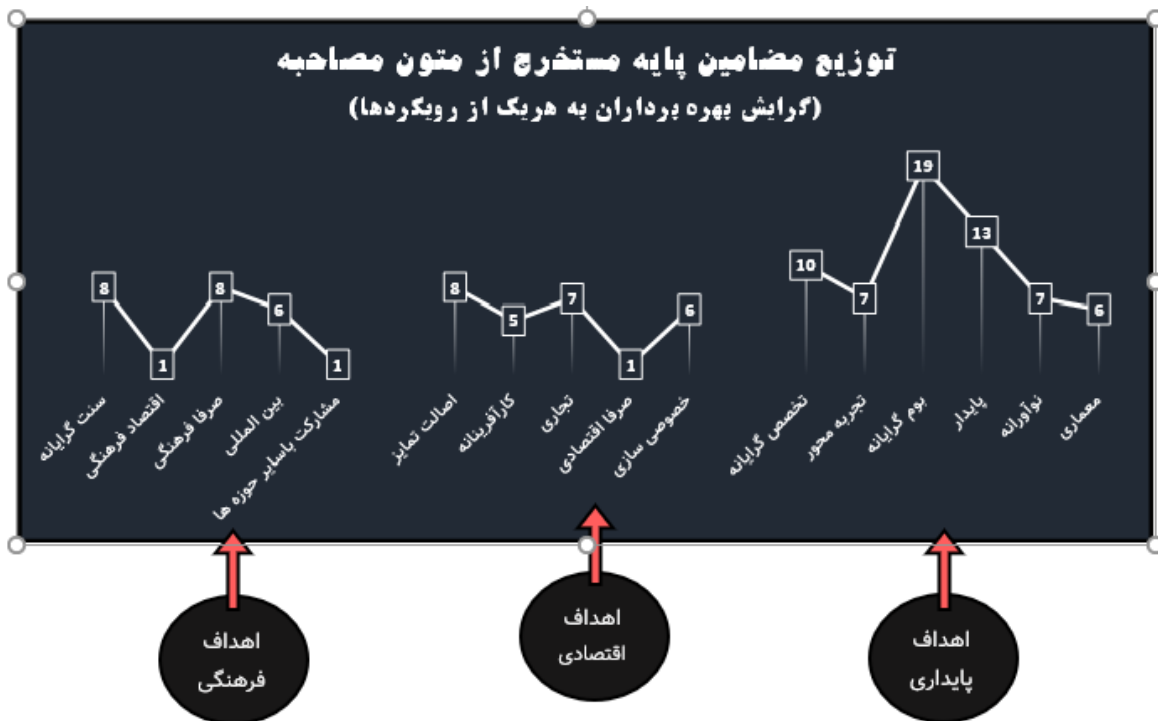 توزیع مضامین پایه مستخرج از متون مصاحبه
(گرایش بهره برداران به هریک از رویکردها)
19
13
10
7
7
6
8
5
7
1
6
8
1
8
6
1
سنت گرایانه
اقتصاد فرهنگی
صرفا فرهنگی
بین المللی
مشارکت باسایر حوزه ها
اصالت تمایز
کارآفرینانه
تجاری
صرفا اقتصادی
خصوصی سازی
تخصص گرایانه
تجربه محور
بوم گرایانه
پایدار
نوآورانه
معماری
اهداف
فرهنگی
اهداف
اقتصادی
اهداف
پایداری